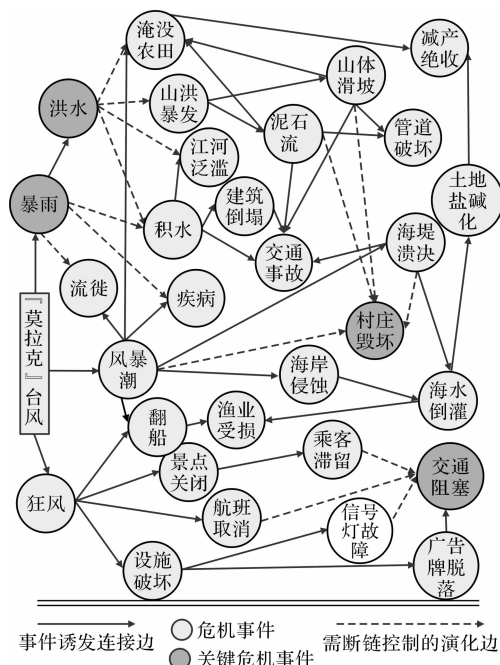 淹没
农田
减产
绝收
洪水
山洪
暴发
山体
滑坡
泥石
流
管道
破坏
江河
泛滥
暴雨
积水
建筑
倒塌
土地
盐碱
化
海堤
溃决
交通
事故
流徙
疾病
『莫拉克』台风
村庄
毁坏
风暴
潮
海岸
侵蚀
海水
倒灌
翻
船
渔业
受损
乘客
滞留
景点
关闭
交通
阻塞
狂风
航班
取消
信号
灯故
障
设施
破坏
广告
牌脱
落
事件诱发连接边
危机事件
关键危机事件
需断链控制的演化边